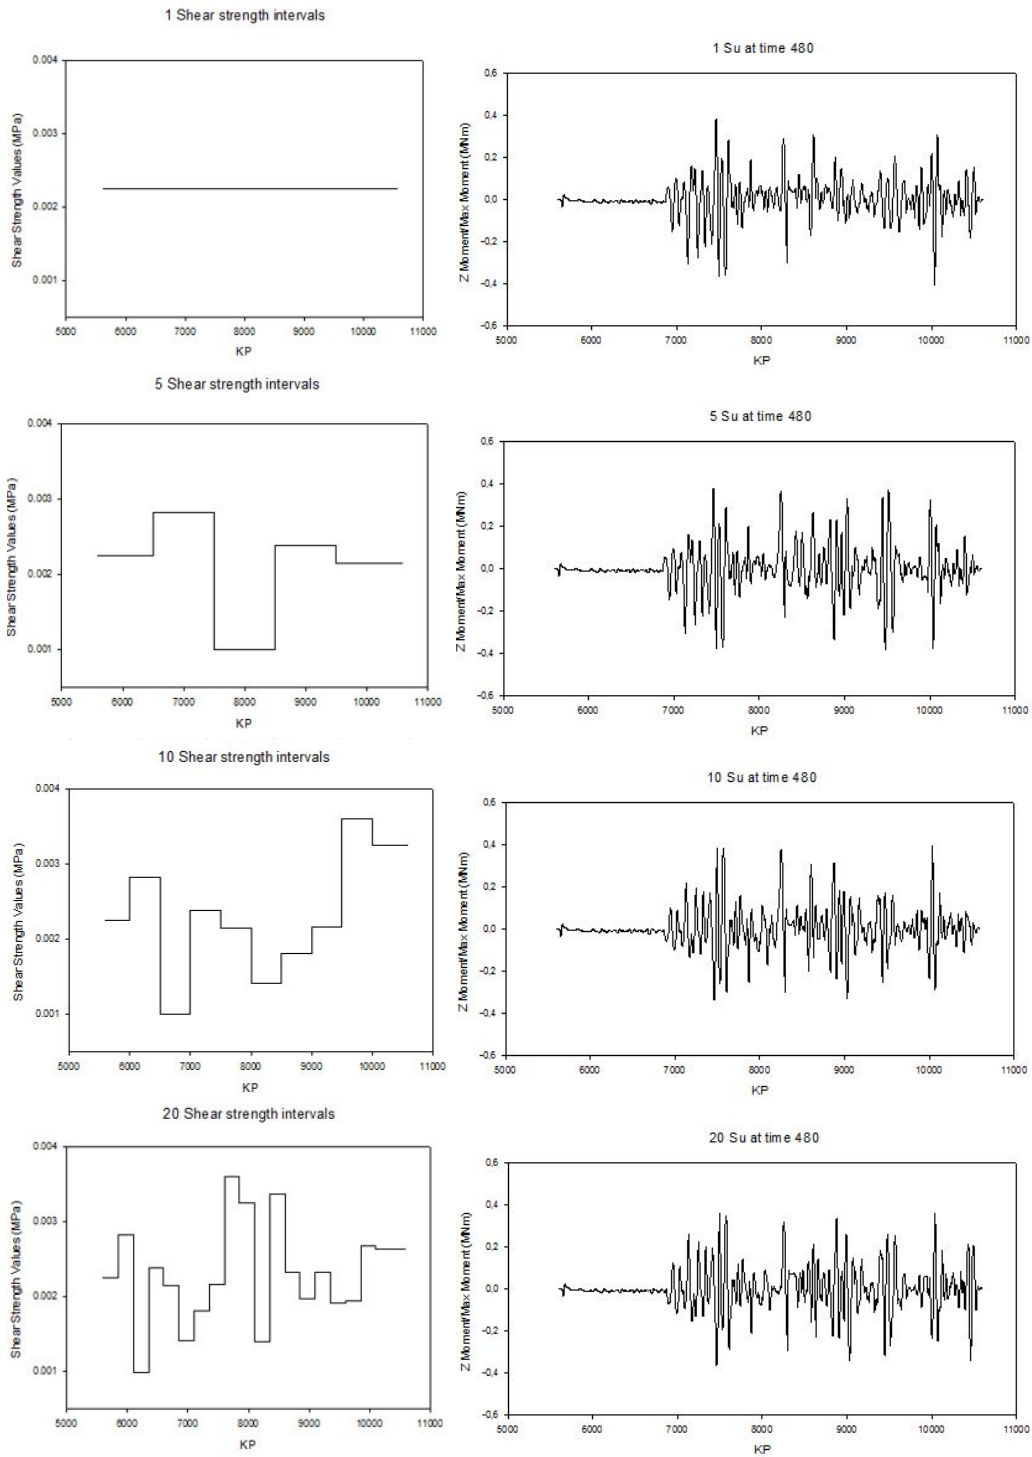 1 Shear strength intervals
0.004
0.003
0.002
0.001
Shear Strength Values (MPa)
5000 6000 7000 8000 9000 10000 11000
KP
1 Su at time 480
0,6
0,4
0,2
0,0
-0,2
-0,4
-0,6
Z Moment/Max Moment (MNm)
5000 6000 7000 8000 9000 10000 11000
KP
5 Shear strength intervals
0.004
0.003
0.002
0.001
Shear Strength Values (MPa)
5000 6000 7000 8000 9000 10000 11000
KP
5 Su at time 480
0,6
0,4
0,2
0,0
-0,2
-0,4
-0,6
Z Moment/Max Moment (MNm)
5000 6000 7000 8000 9000 10000 11000
KP
10 Shear strength intervals
0.004
0.003
0.002
0.001
Shear Strength Values (MPa)
5000 6000 7000 8000 9000 10000 11000
KP
10 Su at time 480
0,6
0,4
0,2
0,0
-0,2
-0,4
-0,6
Z Moment/Max Moment (MNm)
5000 6000 7000 8000 9000 10000 11000
KP
20 Shear strength intervals
0.004
0.003
0.002
0.001
Shear Strength Values (MPa)
5000 6000 7000 8000 9000 10000 11000
KP
20 Su at time 480
0,6
0,4
0,2
0,0
-0,2
-0,4
-0,6
Z Moment/Max Moment (MNm)
5000 6000 7000 8000 9000 10000 11000
KP